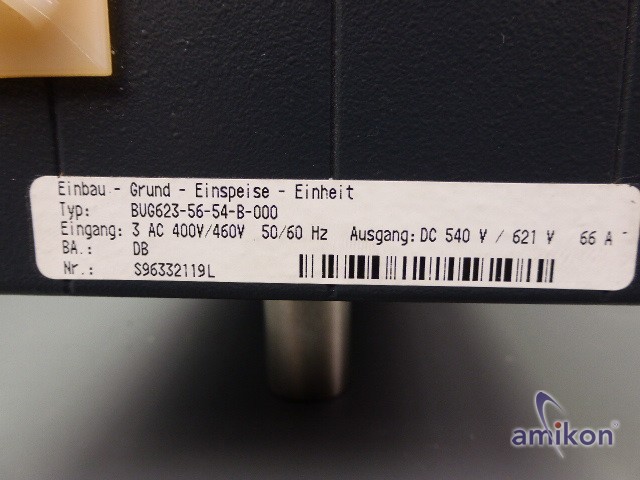 Einbau - Grund - Einspeise - Einheit
Typ: BUG623-56-54-B-000
Eingang: 3 AC 400V/460V 50/60 Hz Ausgang: DC 540 V / 621 V 66 A
BA.: DB
Nr.: S96332119L
amikon